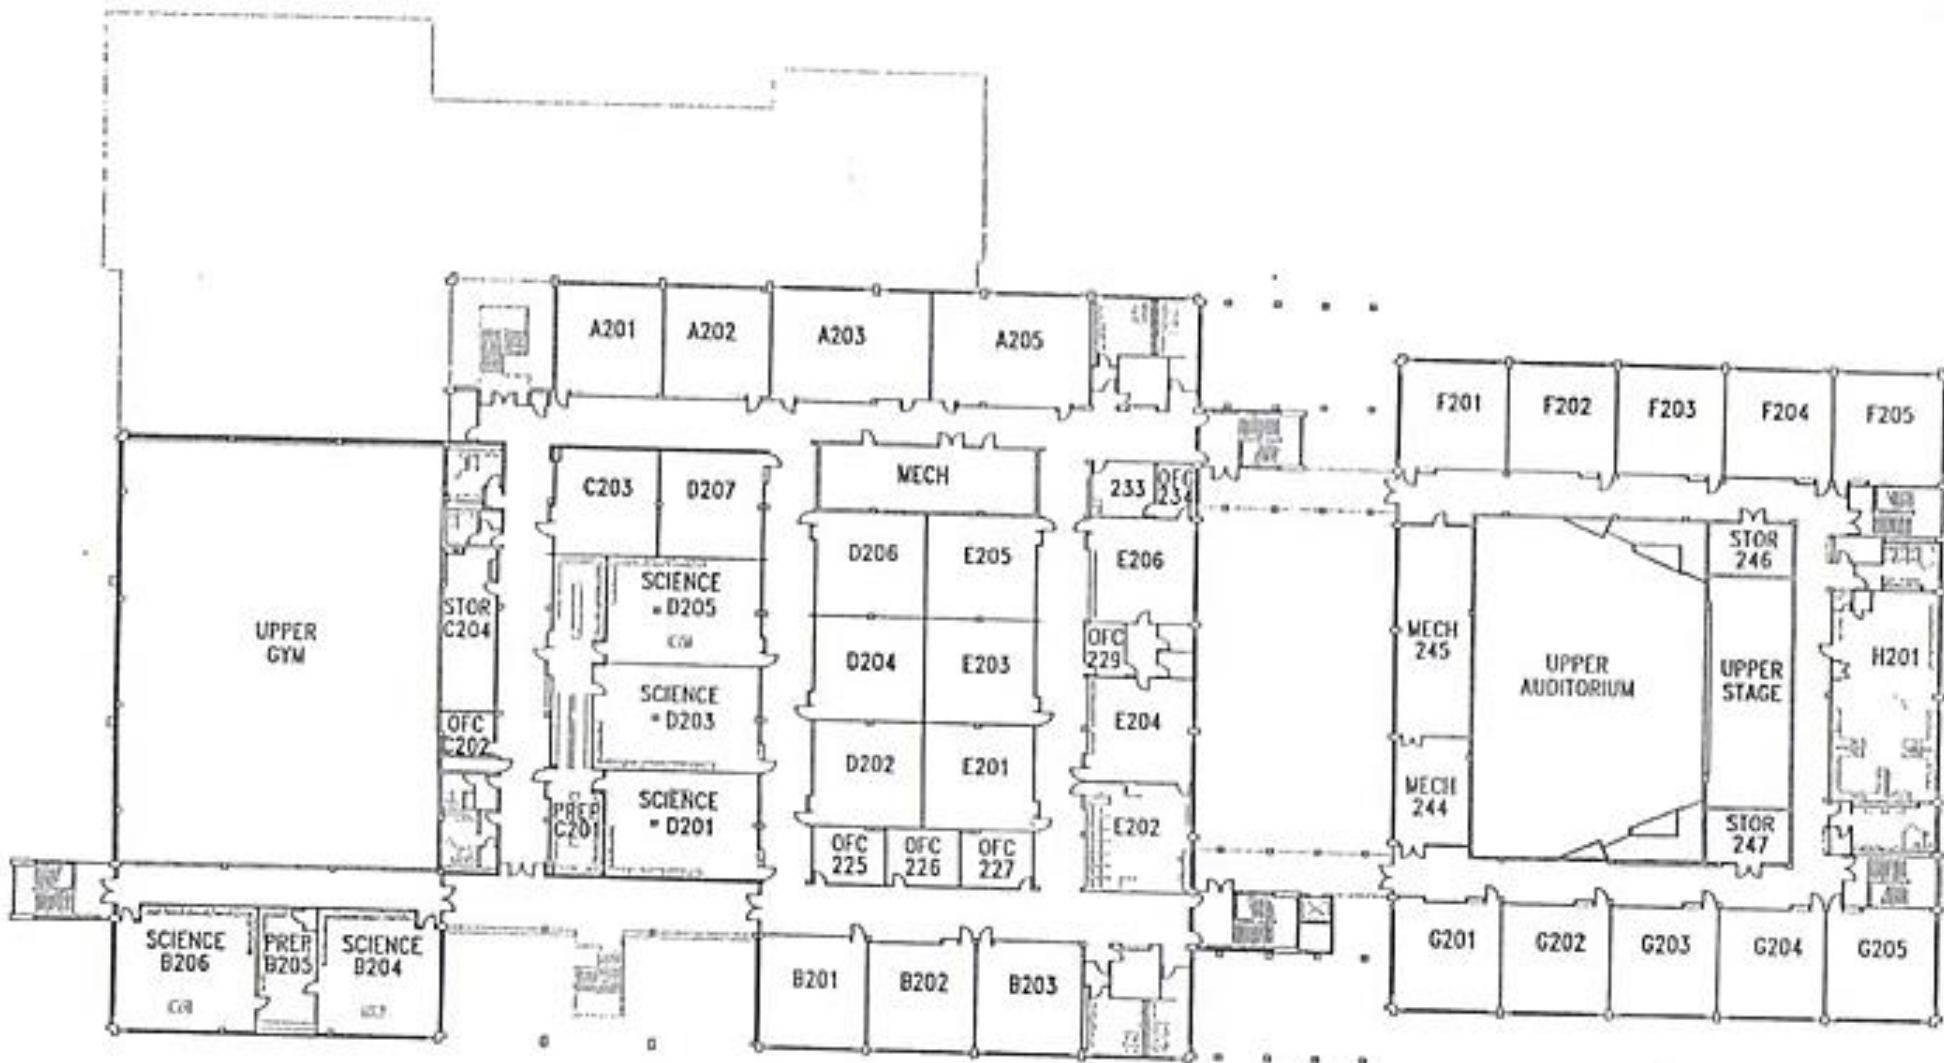 A201
A202
A203
A205
F201
F202
F203
F204
F205
C203
D207
MECH
233
OFC
234
STOR
246
D206
E205
E206
SCIENCE
D205
STOR
C204
UPPER
GYM
D204
E203
OFC
229
MECH
245
UPPER
AUDITORIUM
UPPER
STAGE
H201
SCIENCE
D203
OFC
C202
E204
D202
E201
MECH
244
PREP
C201
SCIENCE
D201
E202
STOR
247
OFC
225
OFC
226
OFC
227
SCIENCE
B206
PREP
B205
SCIENCE
B204
B201
B202
B203
G201
G202
G203
G204
G205